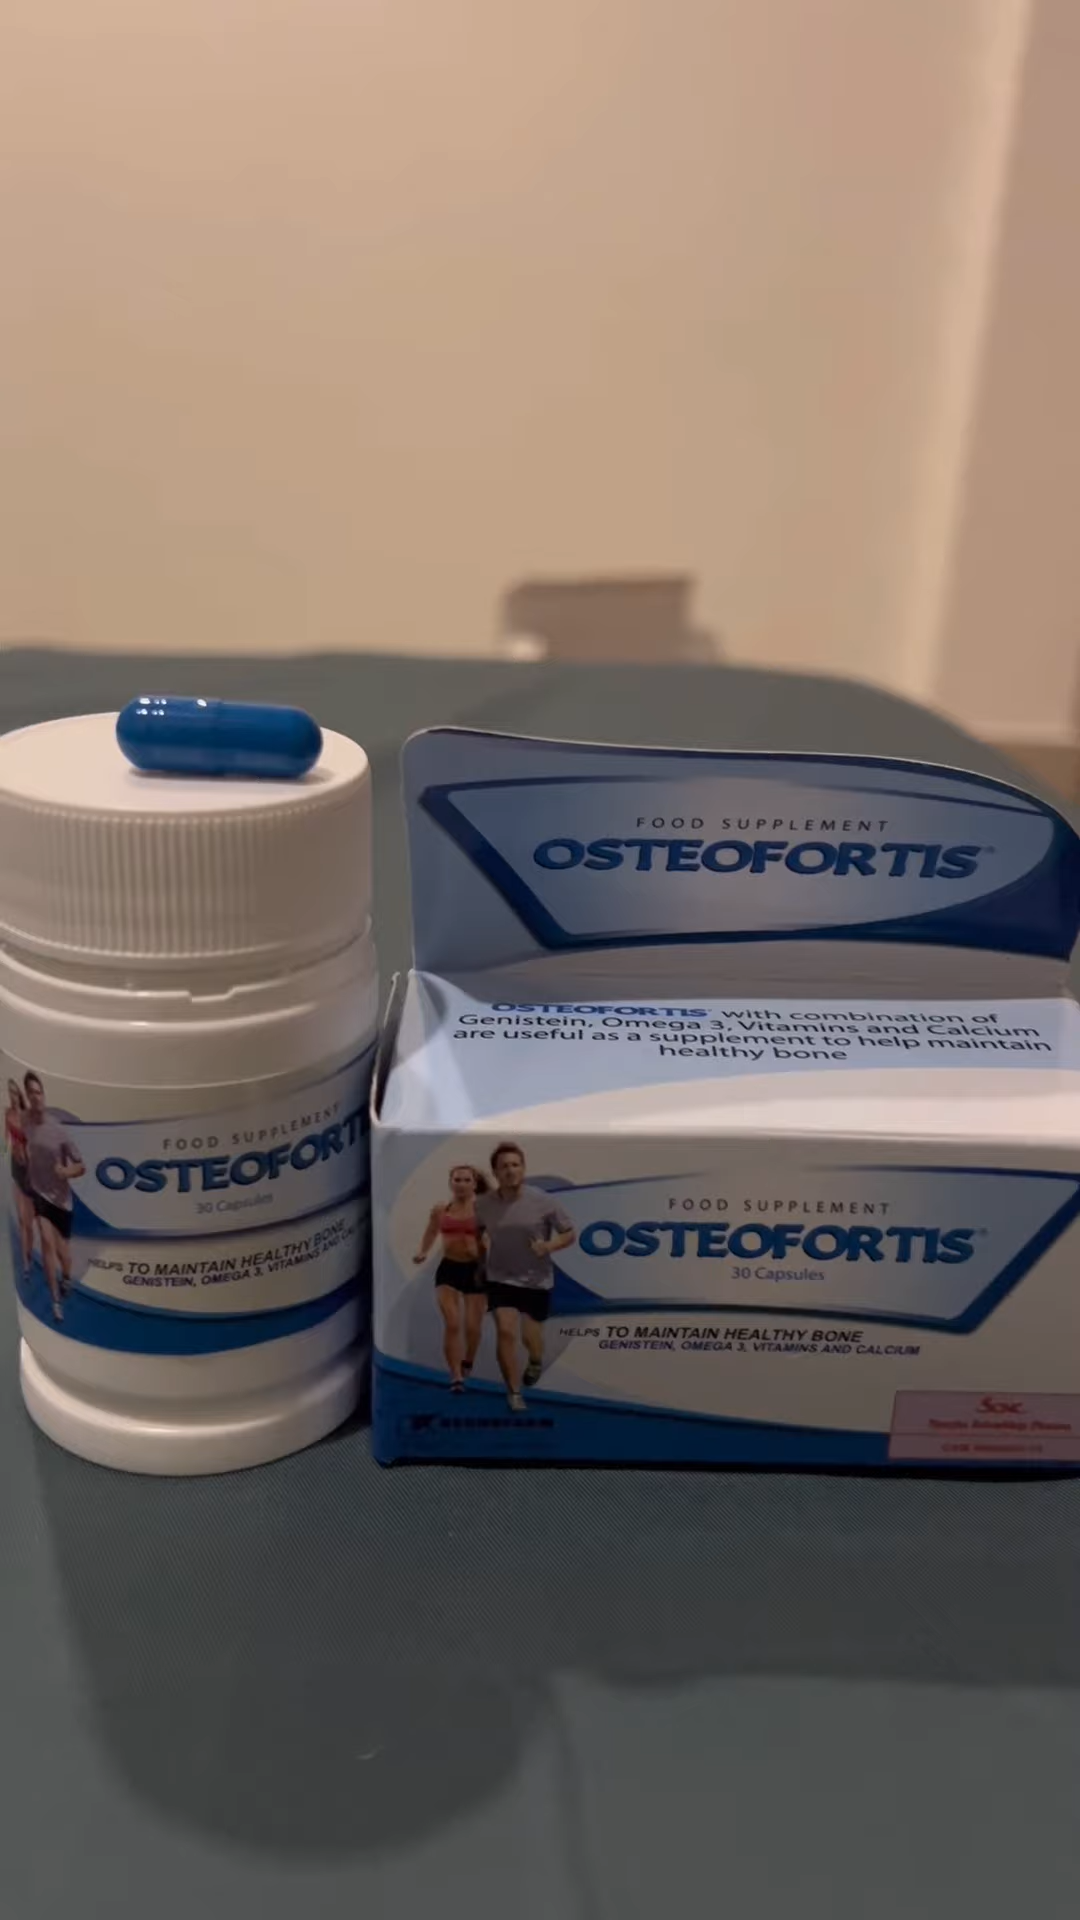 FOOD SUPPLEMENT
OSTEOFORTIS®
OSTEOFORTIS® with combination of
Genistein, Omega 3, Vitamins and Calcium
are useful as a supplement to help maintain
healthy bone
FOOD SUPPLEMENT
OSTEOFORTIS®
30 Capsules
HELPS TO MAINTAIN HEALTHY BONE
GENISTEIN, OMEGA 3, VITAMINS AND CALCIUM
FOOD SUPPLEMENT
OSTEOFORTI
30 Capsules
HELPS TO MAINTAIN HEALTHY BONE
GENISTEIN, OMEGA 3, VITAMINS AND CA